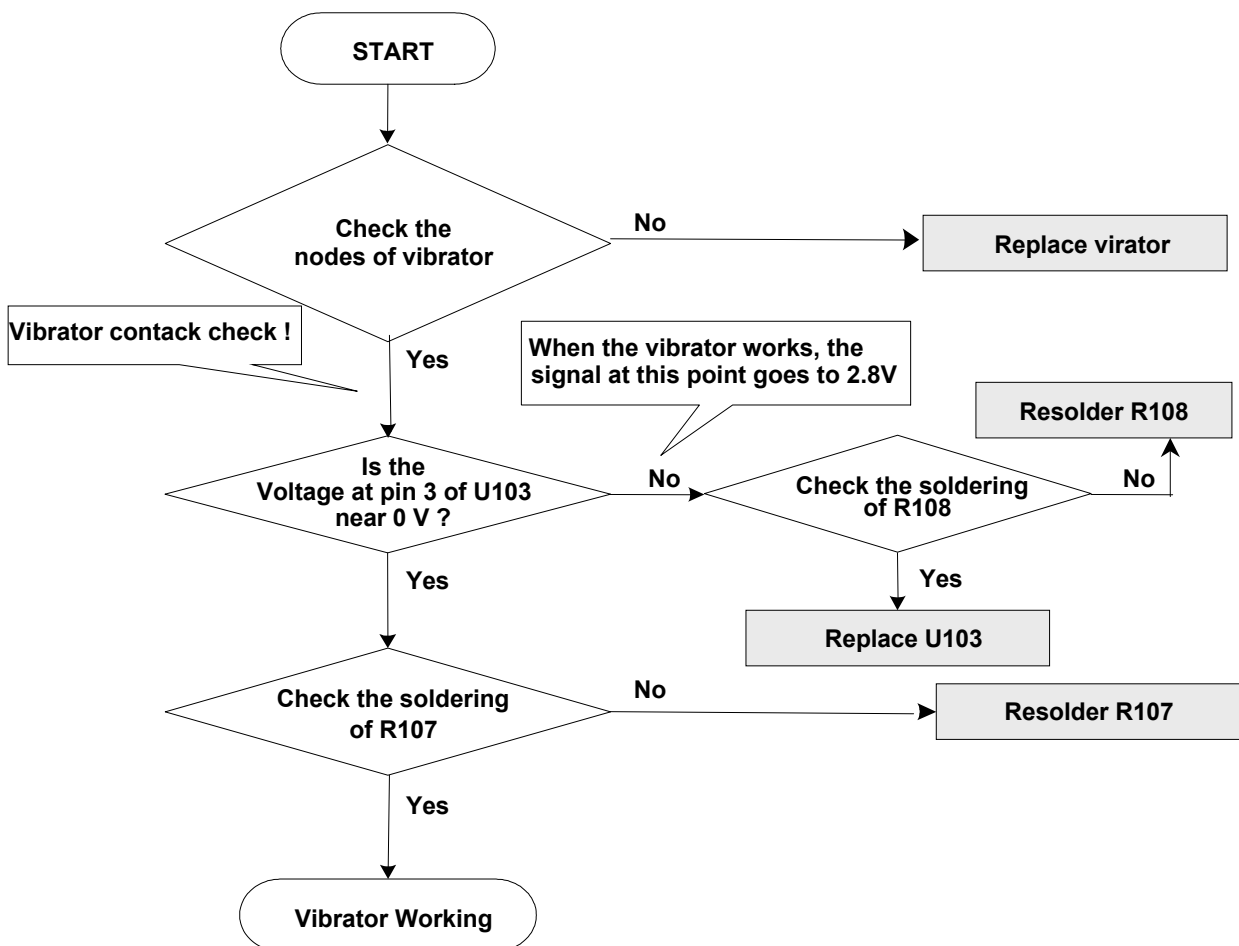 START
Check the
nodes of vibrator
No
Replace virator
Vibrator contack check !
Yes
When the vibrator works, the
signal at this point goes to 2.8V
Resolder R108
Is the
Voltage at pin 3 of U103
near 0 V ?
No
Check the soldering
of R108
No
Yes
Yes
Replace U103
Check the soldering
of R107
No
Resolder R107
Yes
Vibrator Working